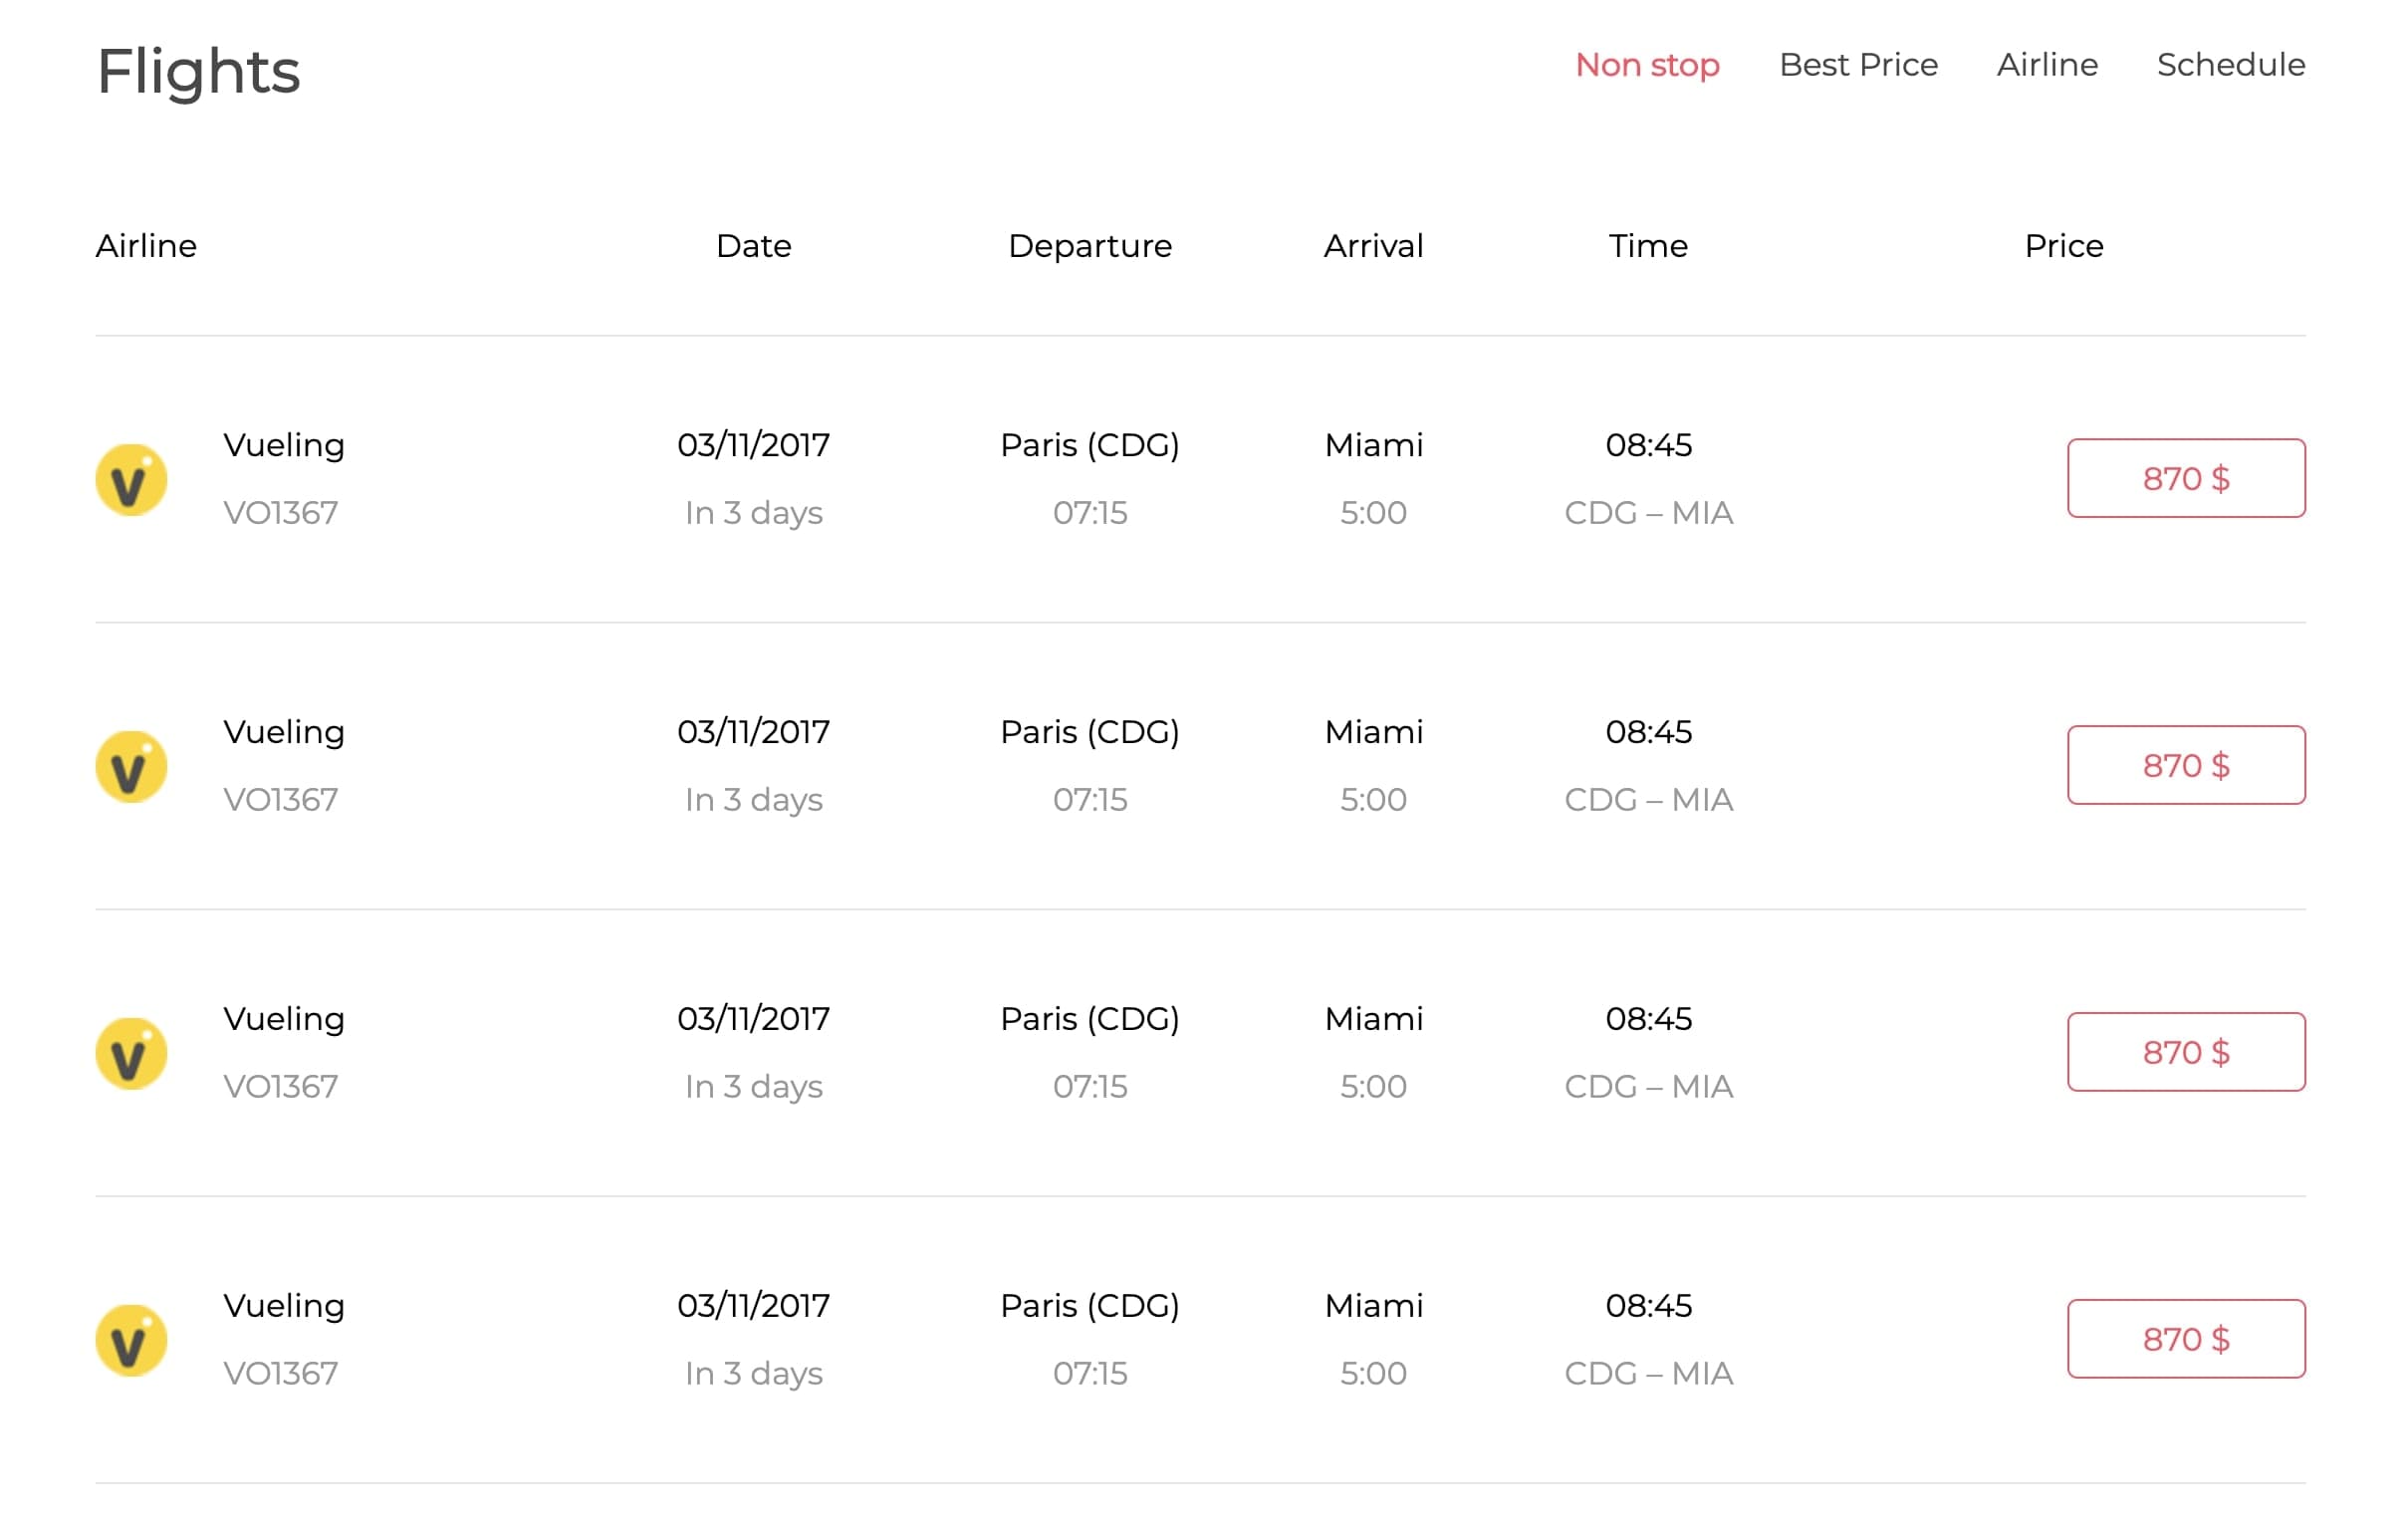 Flights
Non stop Best Price Airline Schedule
Airline Date Departure Arrival Time Price
Vueling 03/11/2017 Paris (CDG) Miami 08:45
V 870 $
VO1367 In 3 days 07:15 5:00 CDG – MIA
Vueling 03/11/2017 Paris (CDG) Miami 08:45
V 870 $
VO1367 In 3 days 07:15 5:00 CDG – MIA
Vueling 03/11/2017 Paris (CDG) Miami 08:45
V 870 $
VO1367 In 3 days 07:15 5:00 CDG – MIA
Vueling 03/11/2017 Paris (CDG) Miami 08:45
V 870 $
VO1367 In 3 days 07:15 5:00 CDG – MIA